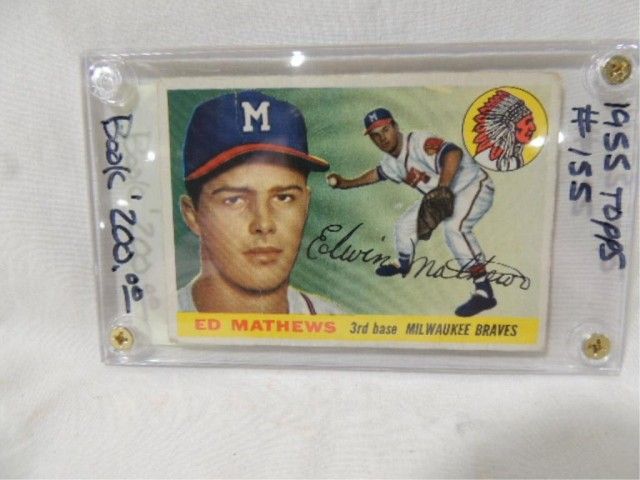 Book '200.00
M
Edwin Mathews
ED MATHEWS 3rd base MILWAUKEE BRAVES
1955 Topps
# 155